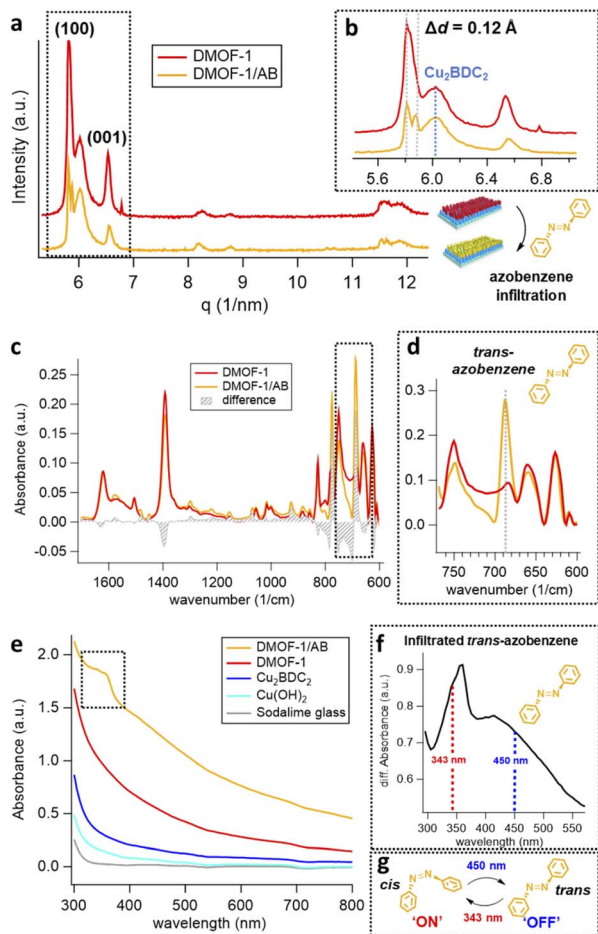 a
(100)
DMOF-1
DMOF-1/AB
(001)
Intensity (a.u.)
6 7 8 9 10 11 12
q (1/nm)
b
Δd = 0.12 Å
Cu2BDC2
5.6 6.0 6.4 6.8
N=N
azobenzene
infiltration
c
DMOF-1
DMOF-1/AB
difference
Absorbance (a.u.)
0.25
0.20
0.15
0.10
0.05
0.00
-0.05
1600 1400 1200 1000 800 600
wavenumber (1/cm)
d
trans-
azobenzene
N=N
0.3
0.2
0.1
0.0
750 700 650 600
wavenumber (1/cm)
e
DMOF-1/AB
DMOF-1
Cu2BDC2
Cu(OH)2
Sodalime glass
Absorbance (a.u.)
2.0
1.5
1.0
0.5
0.0
300 400 500 600 700 800
wavelength (nm)
f
Infiltrated trans-azobenzene
N=N
diff. Absorbance (a.u.)
0.9
0.8
0.7
0.6
343 nm
450 nm
300 350 400 450 500 550
wavelength (nm)
g
450 nm
cis
N=N
N=N
trans
343 nm
'ON'
'OFF'